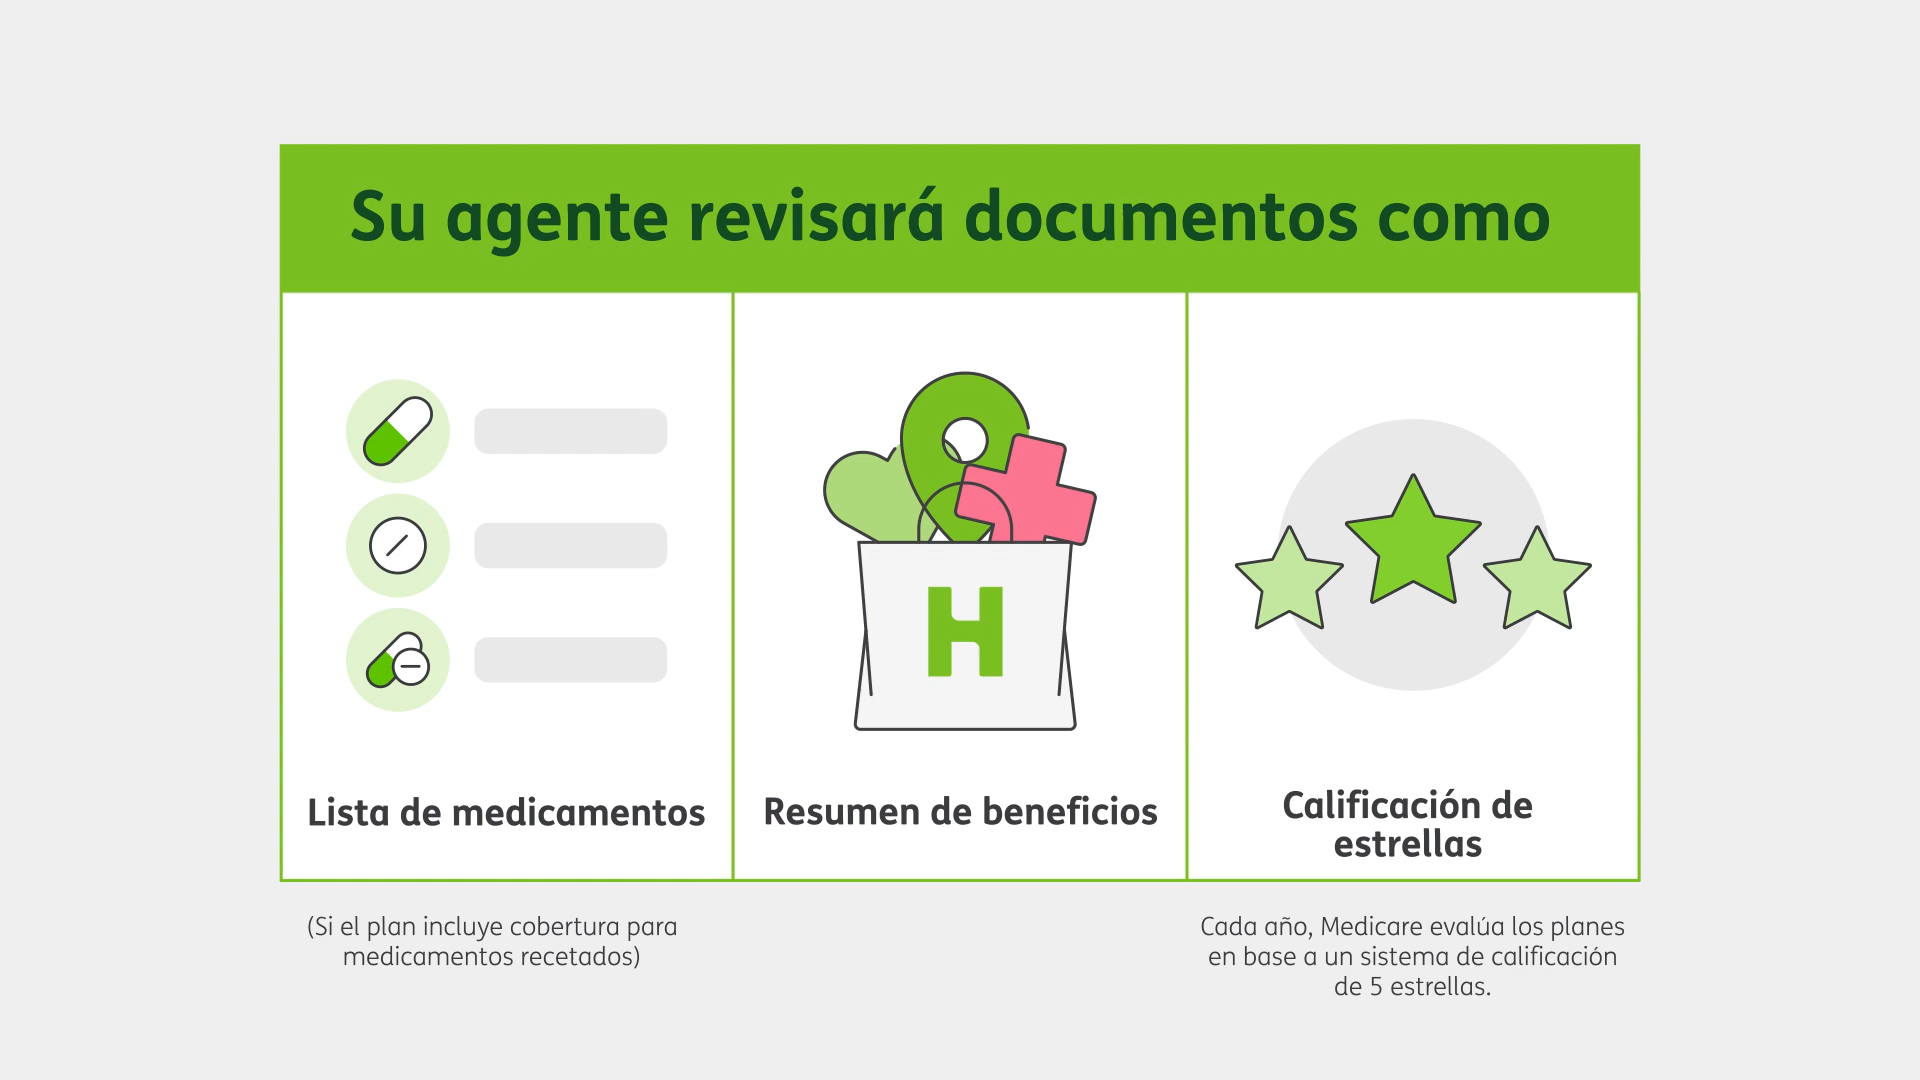 Su agente revisará documentos como
H
Lista de medicamentos
Resumen de beneficios
Calificación de
estrellas
(Si el plan incluye cobertura para
medicamentos recetados)
Cada año, Medicare evalúa los planes
en base a un sistema de calificación
de 5 estrellas.